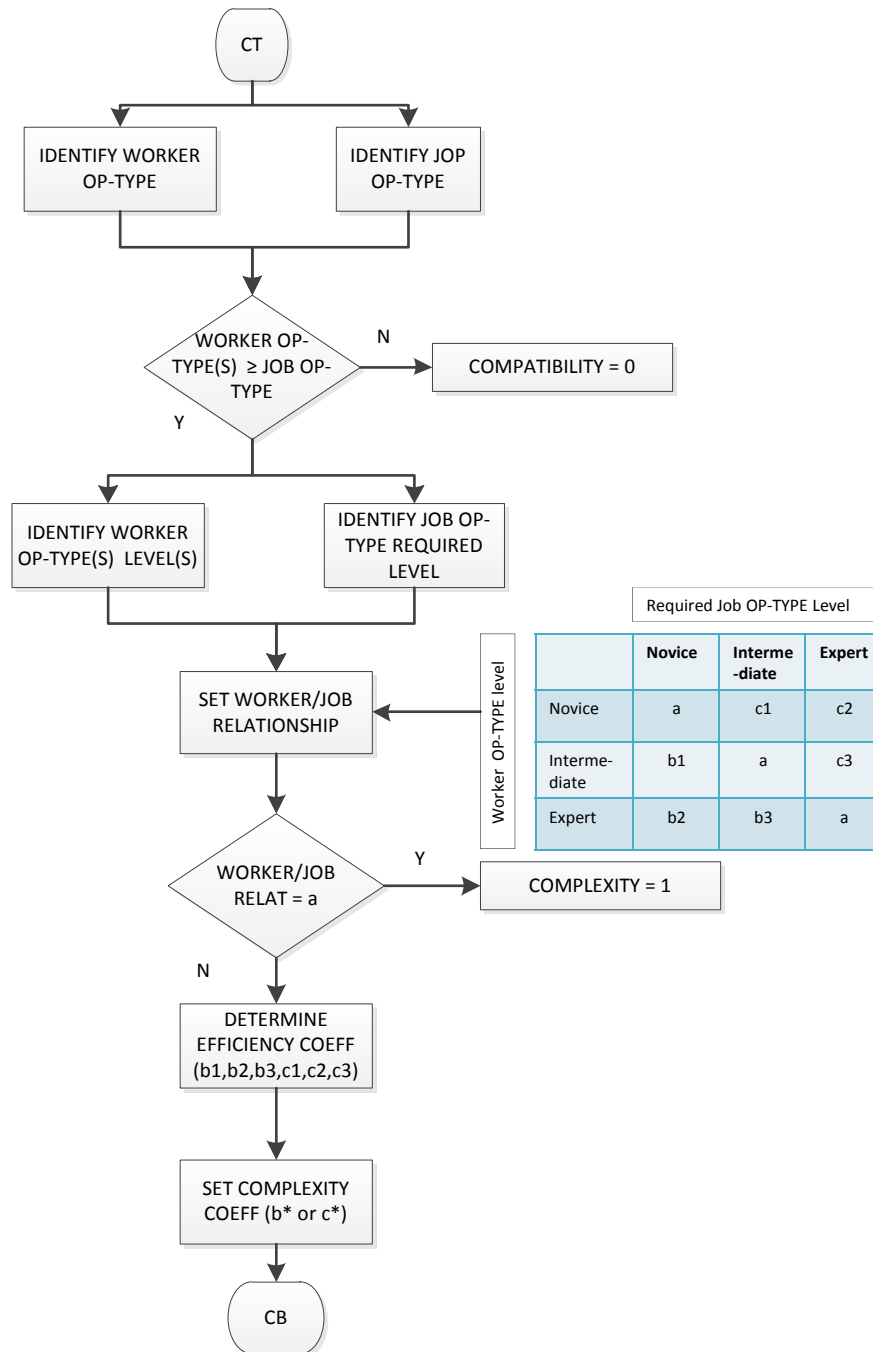 CT
IDENTIFY WORKER
OP-TYPE
IDENTIFY JOP
OP-TYPE
WORKER OP-
TYPE(S) ≥ JOB OP-
TYPE
N
COMPATIBILITY = 0
Y
IDENTIFY WORKER
OP-TYPE(S) LEVEL(S)
IDENTIFY JOB OP-
TYPE REQUIRED
LEVEL
Required Job OP-TYPE Level
Worker OP-TYPE level
Novice Interme Expert
-diate
Novice a c1 c2
Interme- b1 a c3
diate
Expert b2 b3 a
SET WORKER/JOB
RELATIONSHIP
WORKER/JOB
RELAT = a
Y
COMPLEXITY = 1
N
DETERMINE
EFFICIENCY COEFF
(b1,b2,b3,c1,c2,c3)
SET COMPLEXITY
COEFF (b* or c*)
CB